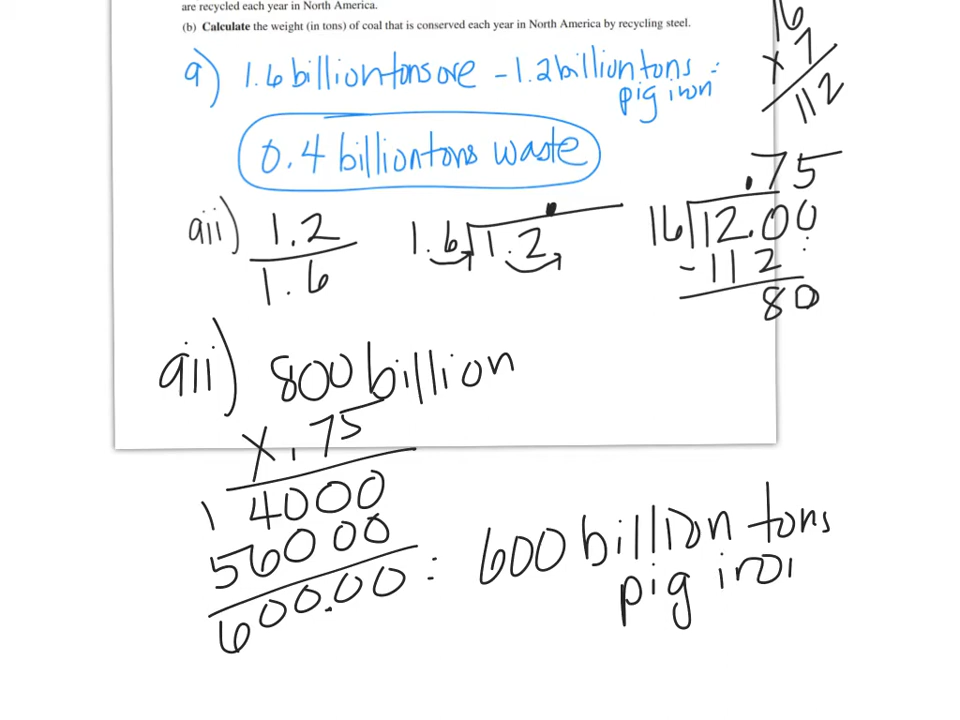 are recycled each year in North America.
(b) Calculate the weight (in tons) of coal that is conserved each year in North America by recycling steel.
a) 1.6 billion tons ore - 1.2 billion tons =
pig iron
0.4 billion tons waste
16
x 7
112
aii) 1.2
1.6
1.6 1.2
.75
16 12.00
-112
80
aii) 800 billion
x .75
1
4000
56000
600.00 = 600 billion tons
pig iron